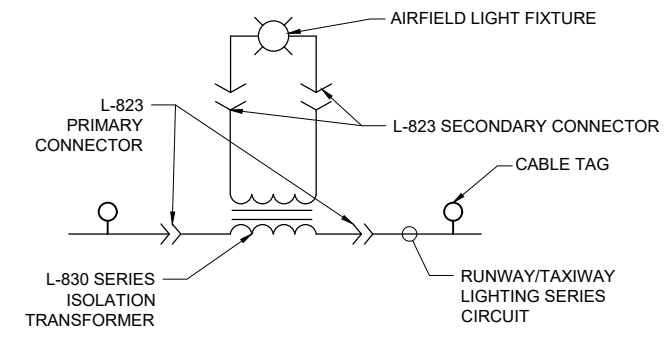 AIRFIELD LIGHT FIXTURE
L-823
PRIMARY
CONNECTOR
L-823 SECONDARY CONNECTOR
CABLE TAG
L-830 SERIES
ISOLATION
TRANSFORMER
RUNWAY/TAXIWAY
LIGHTING SERIES
CIRCUIT